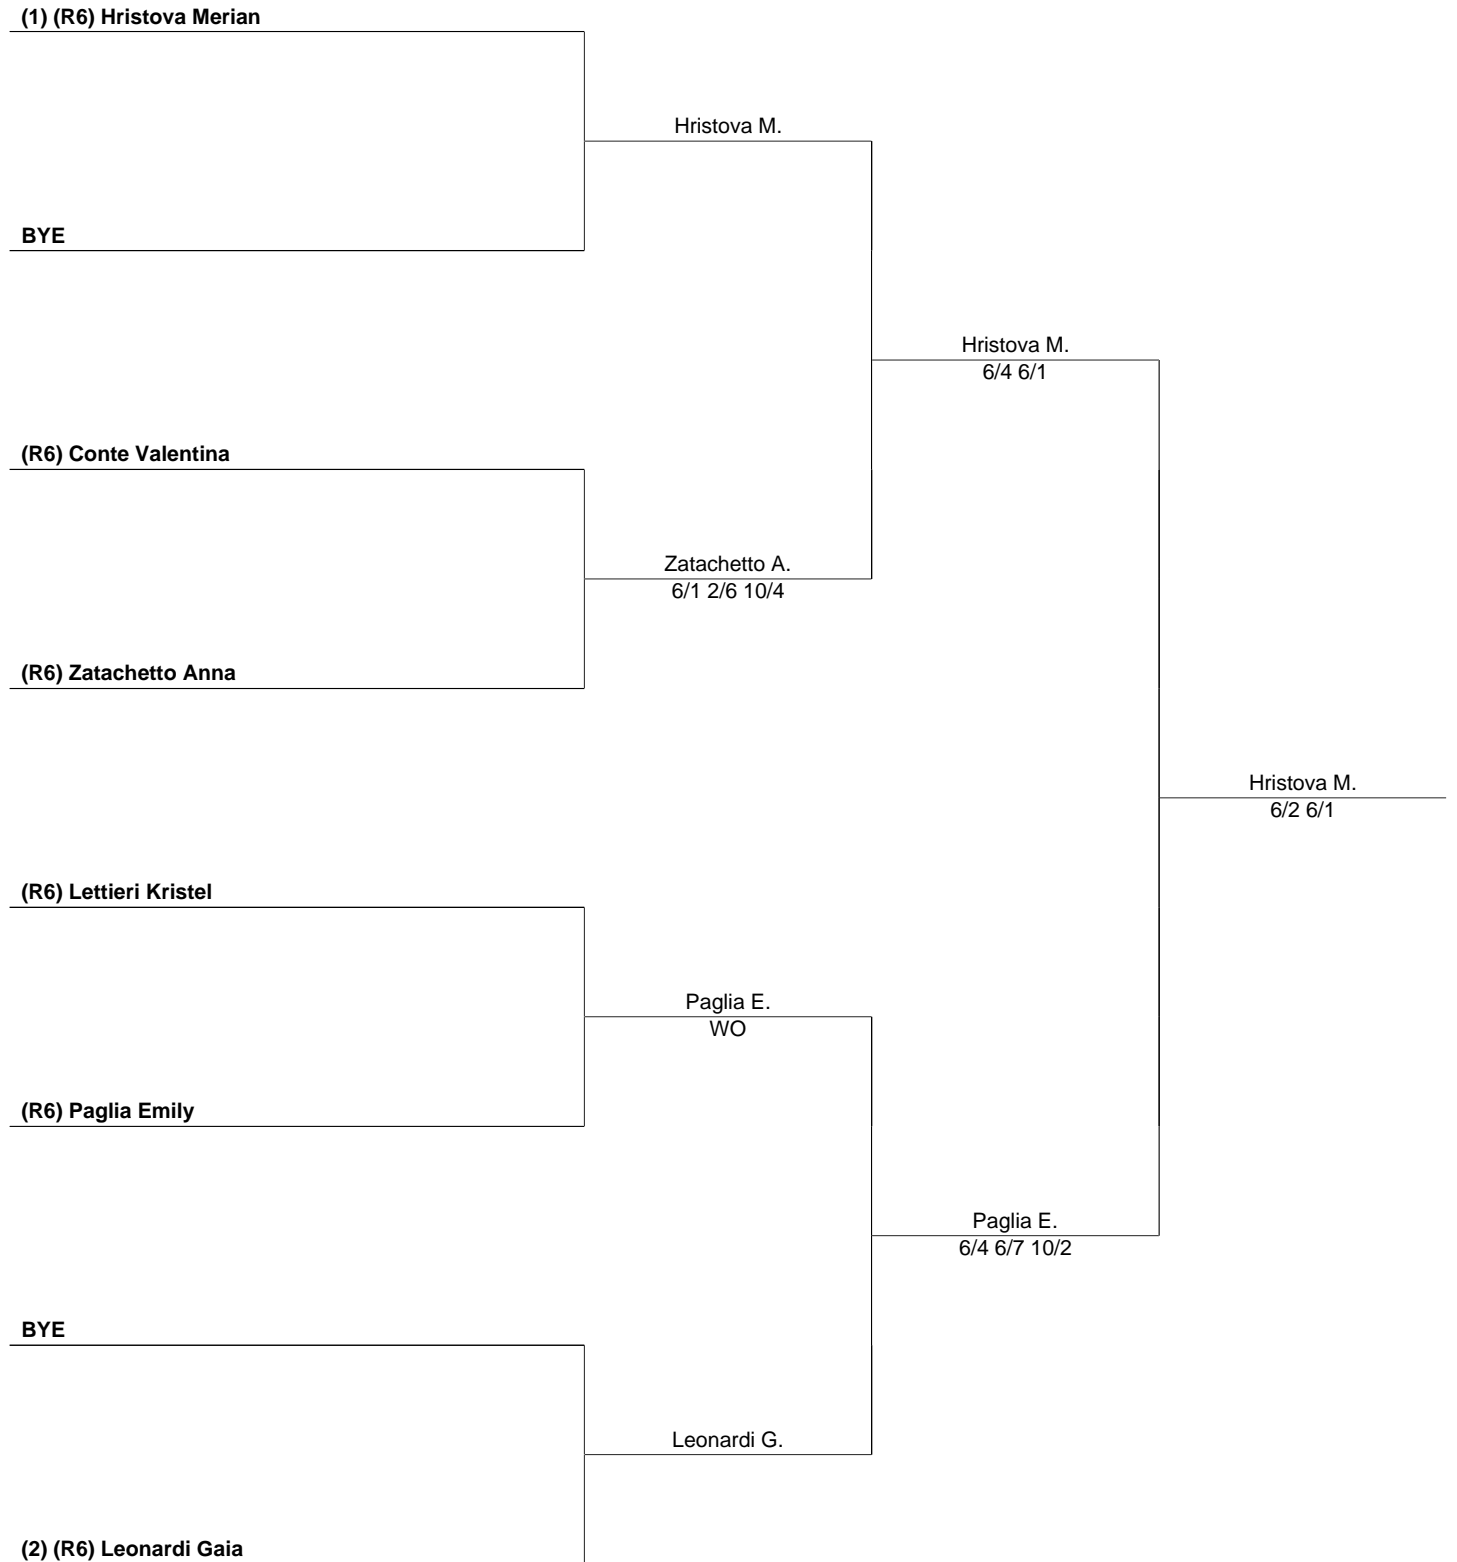 (1) (R6) Hristova Merian
Hristova M.
BYE
Hristova M.
6/4 6/1
(R6) Conte Valentina
Zatachetto A.
6/1 2/6 10/4
(R6) Zatachetto Anna
Hristova M.
6/2 6/1
(R6) Lettieri Kristel
Paglia E.
WO
(R6) Paglia Emily
Paglia E.
6/4 6/7 10/2
BYE
Leonardi G.
(2) (R6) Leonardi Gaia